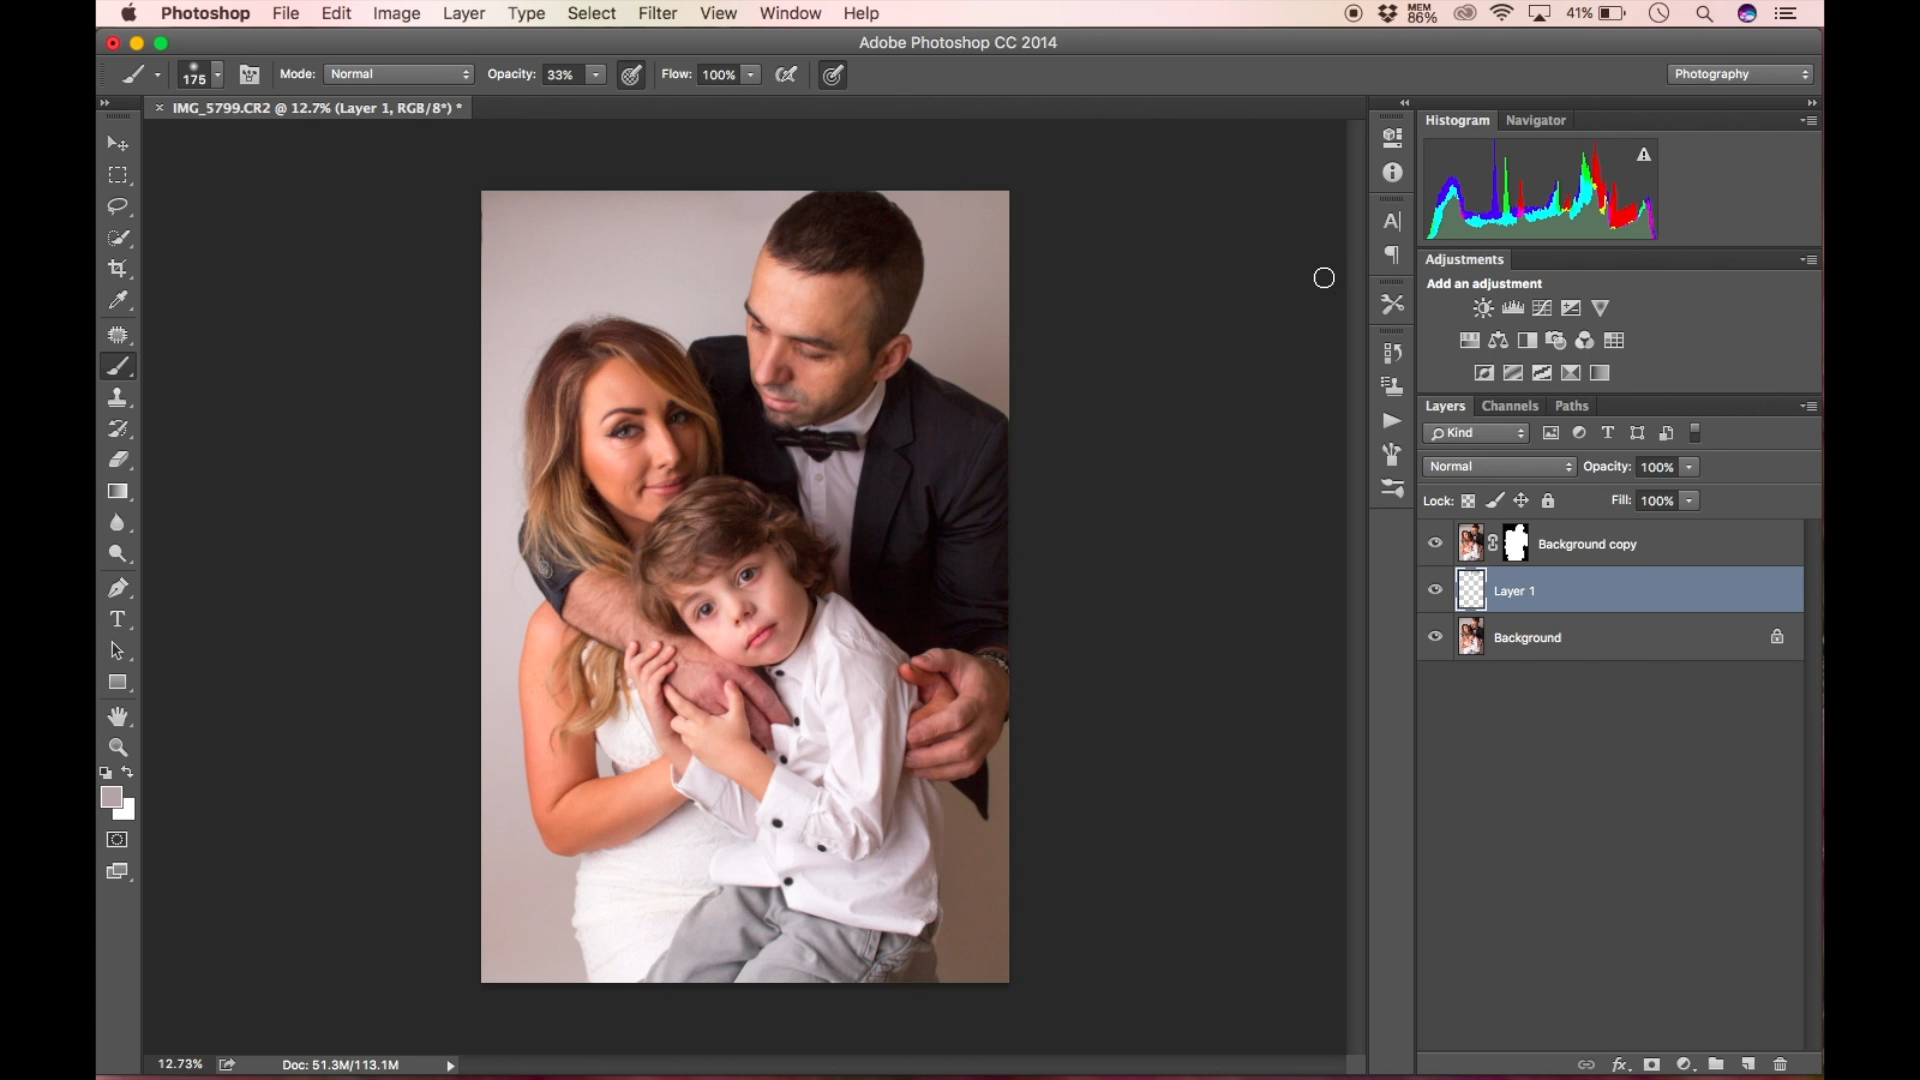 Photoshop File Edit Image Layer Type Select Filter View Window Help MEM 86% 41%
Adobe Photoshop CC 2014
175 Mode: Normal Opacity: 33% Flow: 100% Photography
× IMG_5799.CR2 @ 12.7% (Layer 1, RGB/8*) *
Histogram Navigator
Adjustments
Add an adjustment
Layers Channels Paths
Kind
Normal Opacity: 100%
Lock: Fill: 100%
Background copy
Layer 1
Background
12.73% Doc: 51.3M/113.1M